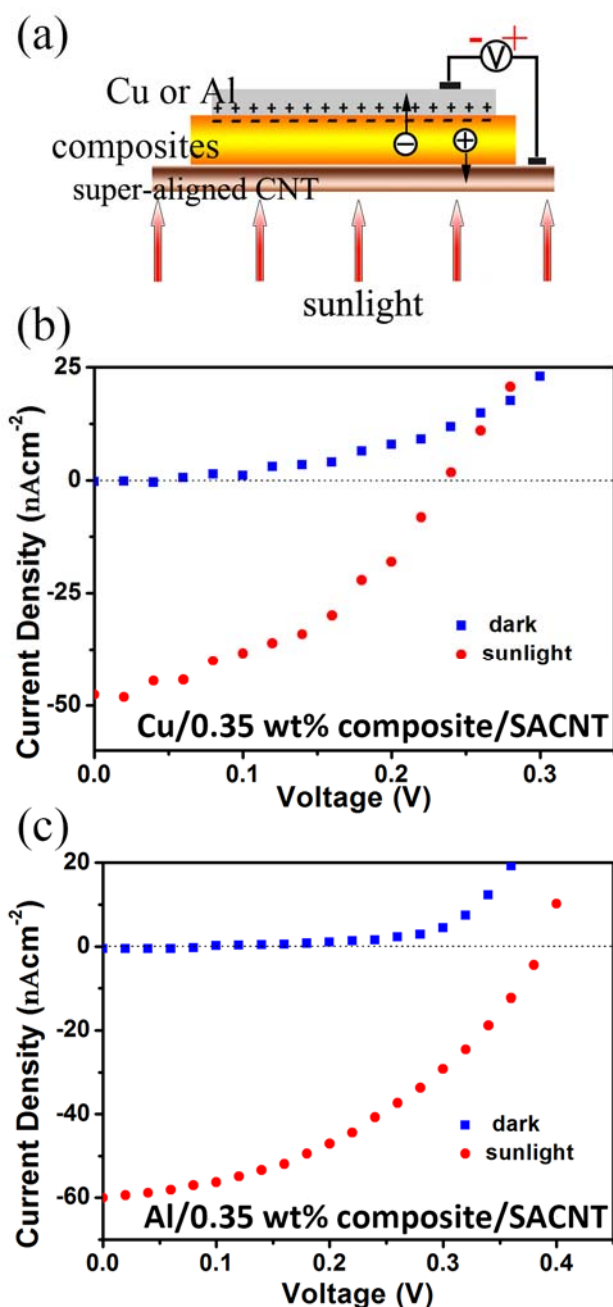 (a)
- +
V
Cu or Al
+ + + + + + + + + + + + + + +
composites
- +
super-aligned CNT
sunlight
(b)
25
0
-25
-50
Current Density (nAcm-2)
dark
sunlight
Cu/0.35 wt% composite/SACNT
0.0 0.1 0.2 0.3
Voltage (V)
(c)
20
0
-20
-40
-60
Current Density (nAcm-2)
dark
sunlight
Al/0.35 wt% composite/SACNT
0.0 0.1 0.2 0.3 0.4
Voltage (V)